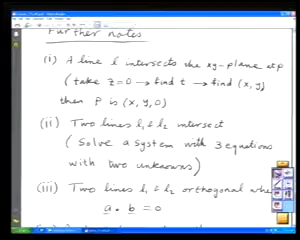 Further notes
(i) A line l intersects the xy-plane at P
(take z=0 → find t → find (x, y)
then P is (x, y, 0)
(ii) Two lines l₁ & l₂ intersect
(Solve a system with 3 equations
with two unknowns)
(iii) Two lines l₁ & l₂ orthogonal whe
a • b = 0